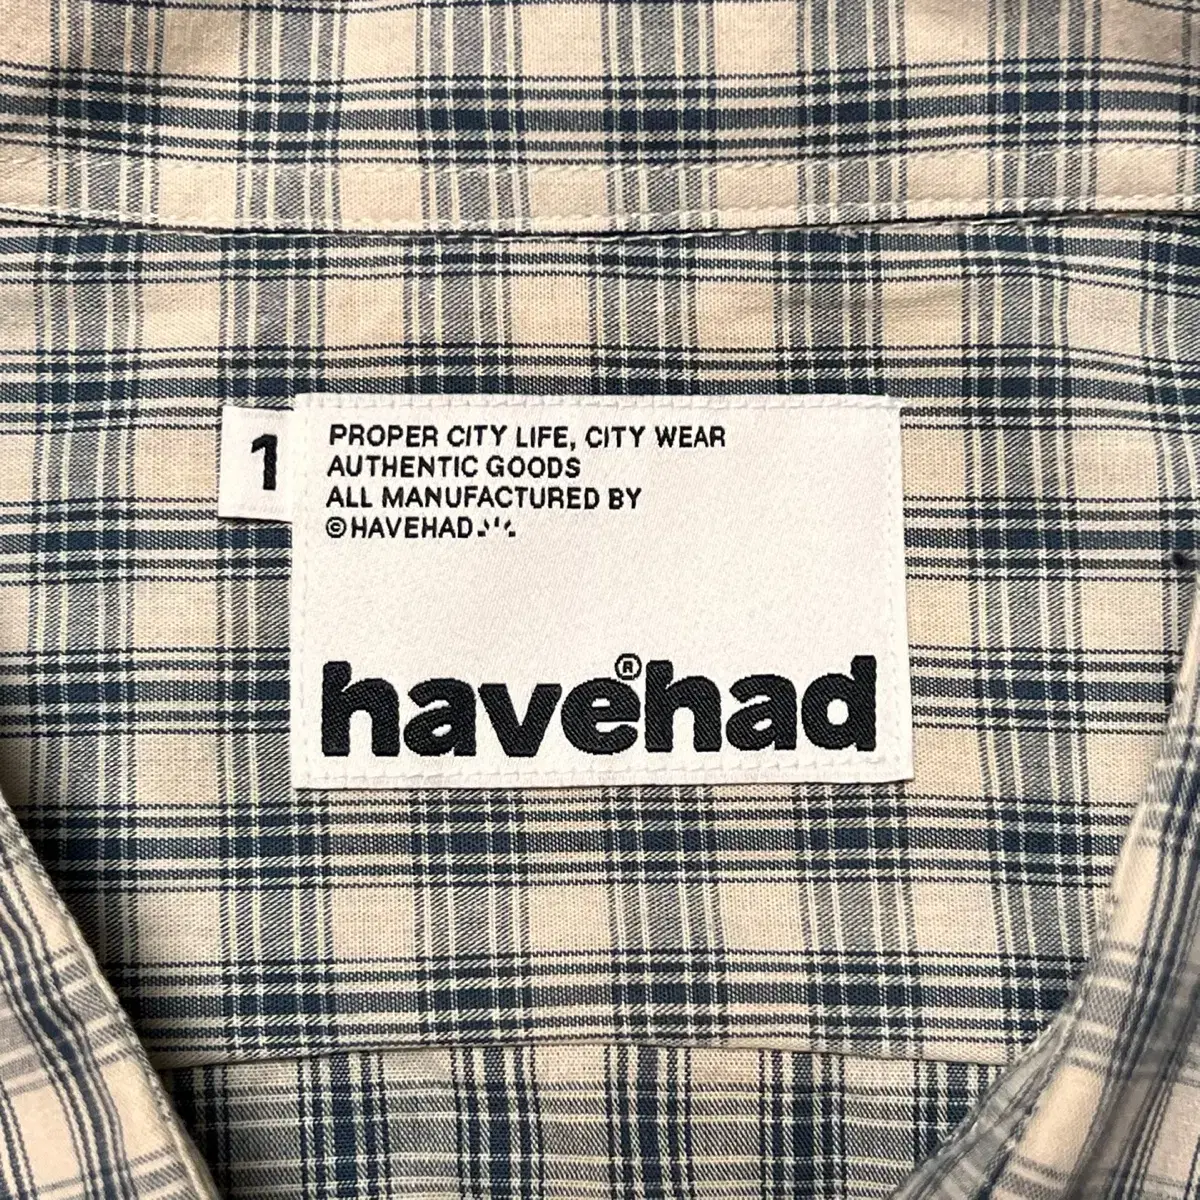 1
PROPER CITY LIFE, CITY WEAR
AUTHENTIC GOODS
ALL MANUFACTURED BY
©HAVEHAD
havehad®